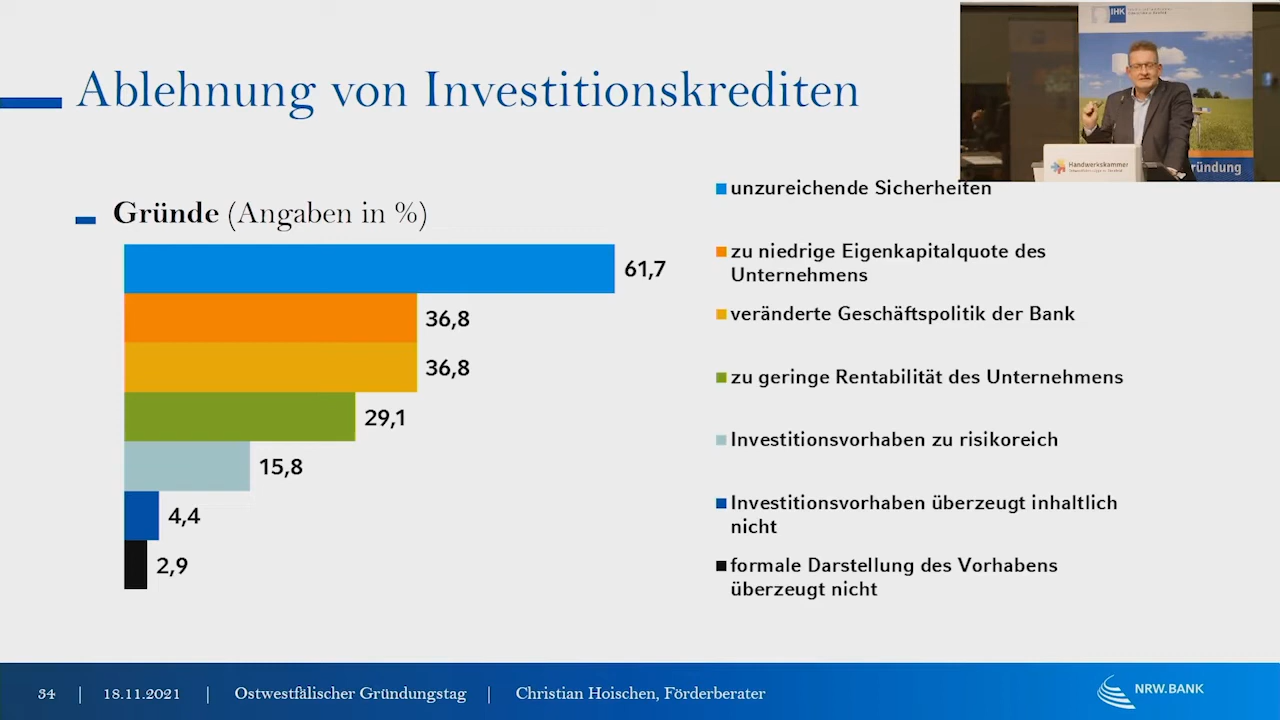 Ablehnung von Investitionskrediten
IHK
Handwerkskammer
ründung
Gründe (Angaben in %)
61,7
36,8
36,8
29,1
15,8
4,4
2,9
unzureichende Sicherheiten
zu niedrige Eigenkapitalquote des
Unternehmens
veränderte Geschäftspolitik der Bank
zu geringe Rentabilität des Unternehmens
Investitionsvorhaben zu risikoreich
Investitionsvorhaben überzeugt inhaltlich
nicht
formale Darstellung des Vorhabens
überzeugt nicht
34 | 18.11.2021 | Ostwestfälischer Gründungstag | Christian Hoischen, Förderberater
NRW.BANK